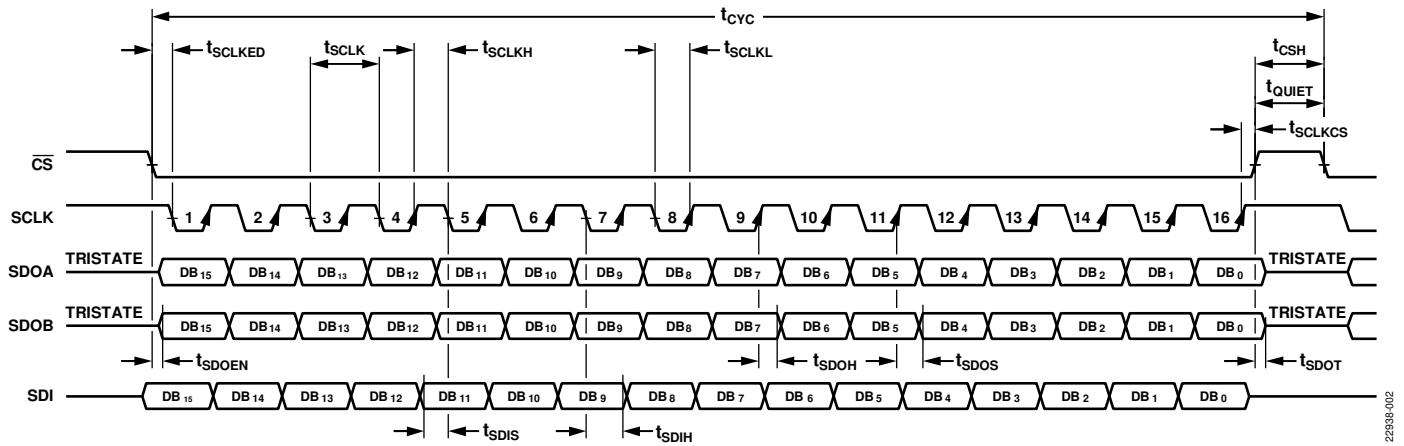 tCYC
tSCLKED tSCLK tSCLKH tSCLKL tCSH
tQUIET
tSCLKCS
CS
SCLK 1 2 3 4 5 6 7 8 9 10 11 12 13 14 15 16
TRISTATE TRISTATE
SDOA DB15 DB14 DB13 DB12 DB11 DB10 DB9 DB8 DB7 DB6 DB5 DB4 DB3 DB2 DB1 DB0
TRISTATE TRISTATE
SDOB DB15 DB14 DB13 DB12 DB11 DB10 DB9 DB8 DB7 DB6 DB5 DB4 DB3 DB2 DB1 DB0
tSDOEN tSDOH tSDOS tSDOT
SDI DB15 DB14 DB13 DB12 DB11 DB10 DB9 DB8 DB7 DB6 DB5 DB4 DB3 DB2 DB1 DB0
tSDIS tSDIH
22938-002